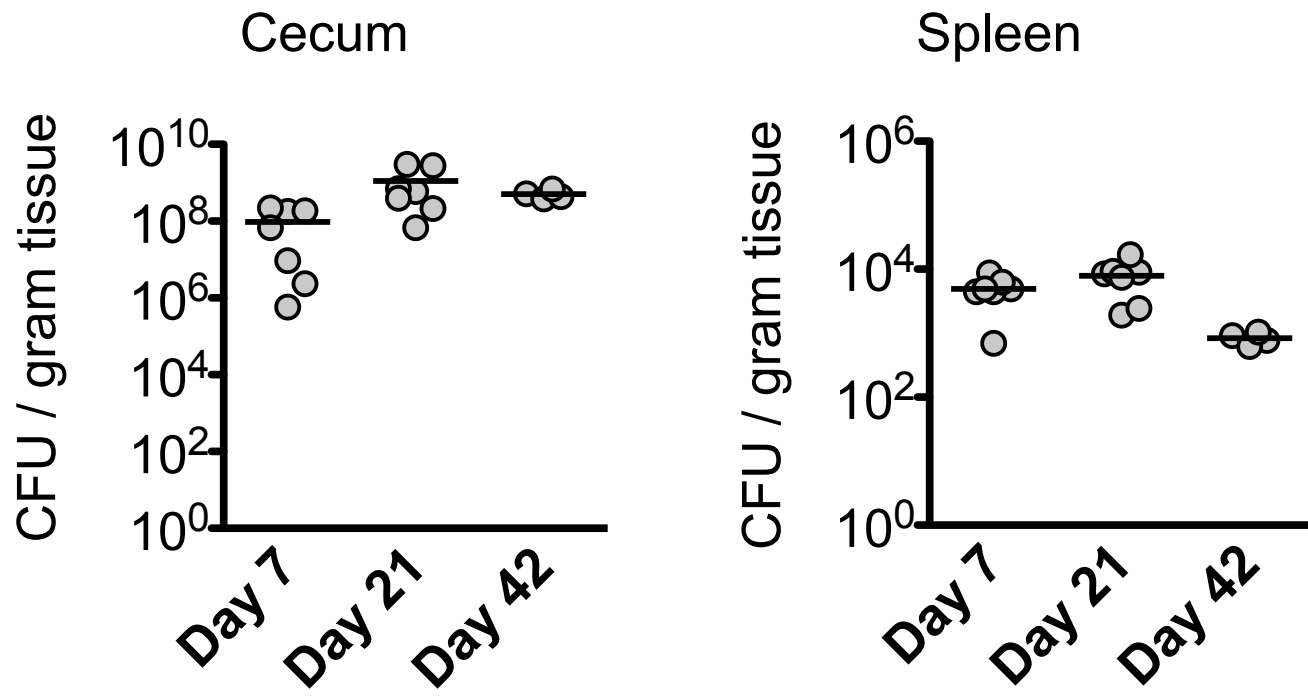 Cecum
CFU / gram tissue
10^10
10^8
10^6
10^4
10^2
10^0
Day 7
Day 21
Day 42
Spleen
CFU / gram tissue
10^6
10^4
10^2
10^0
Day 7
Day 21
Day 42